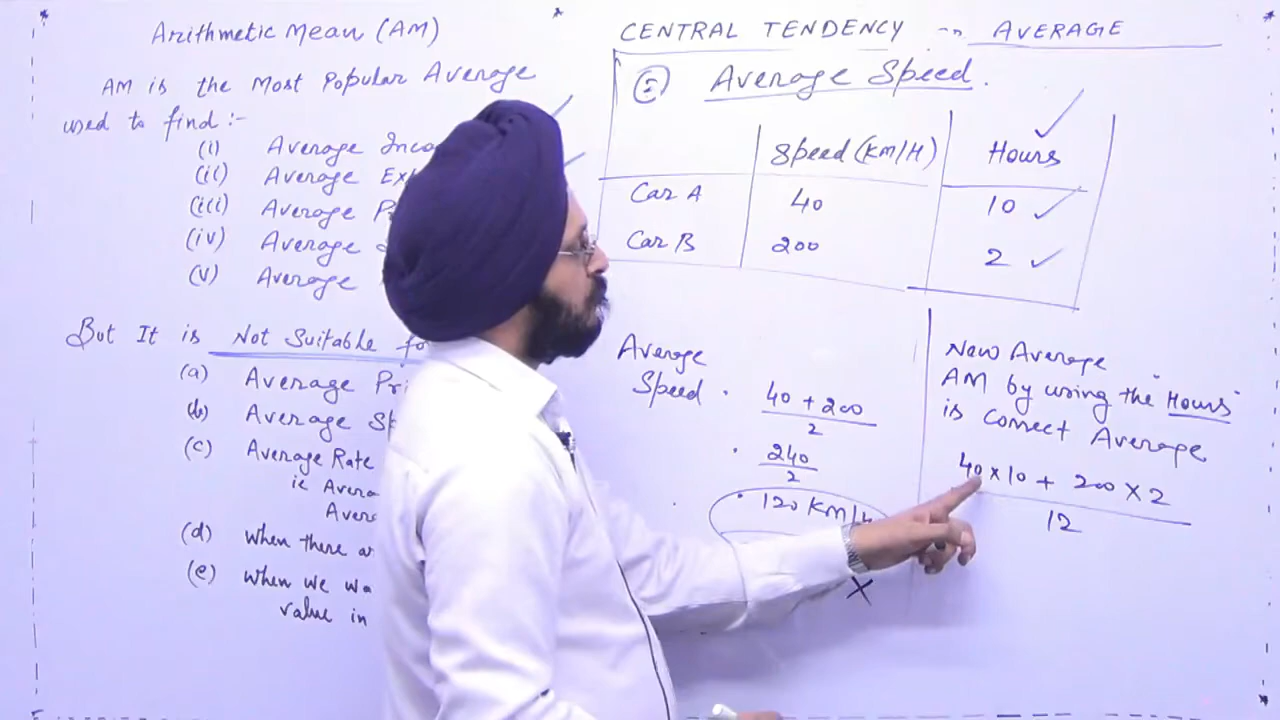 Arithmetic Mean (AM)
AM is the Most Popular Average
used to find :-
(i) Average
(ii) Average
(iii) Average
(iv) Average
(v) Average
But It is Not Suitable
(a) Average
(b) Average
(c) Average Rate
ie
(d) when there
(e) when we
value in
CENTRAL TENDENCY AVERAGE
Average Speed.
Speed (KM/H) Hours
Car A 40 10 ✓
Car B 200 2 ✓
Average
Speed
40 + 200
2
240
2
120 KM/
X
New Average
AM by using the "Hours"
is correct Average
40 x 10 + 200 x 2
12